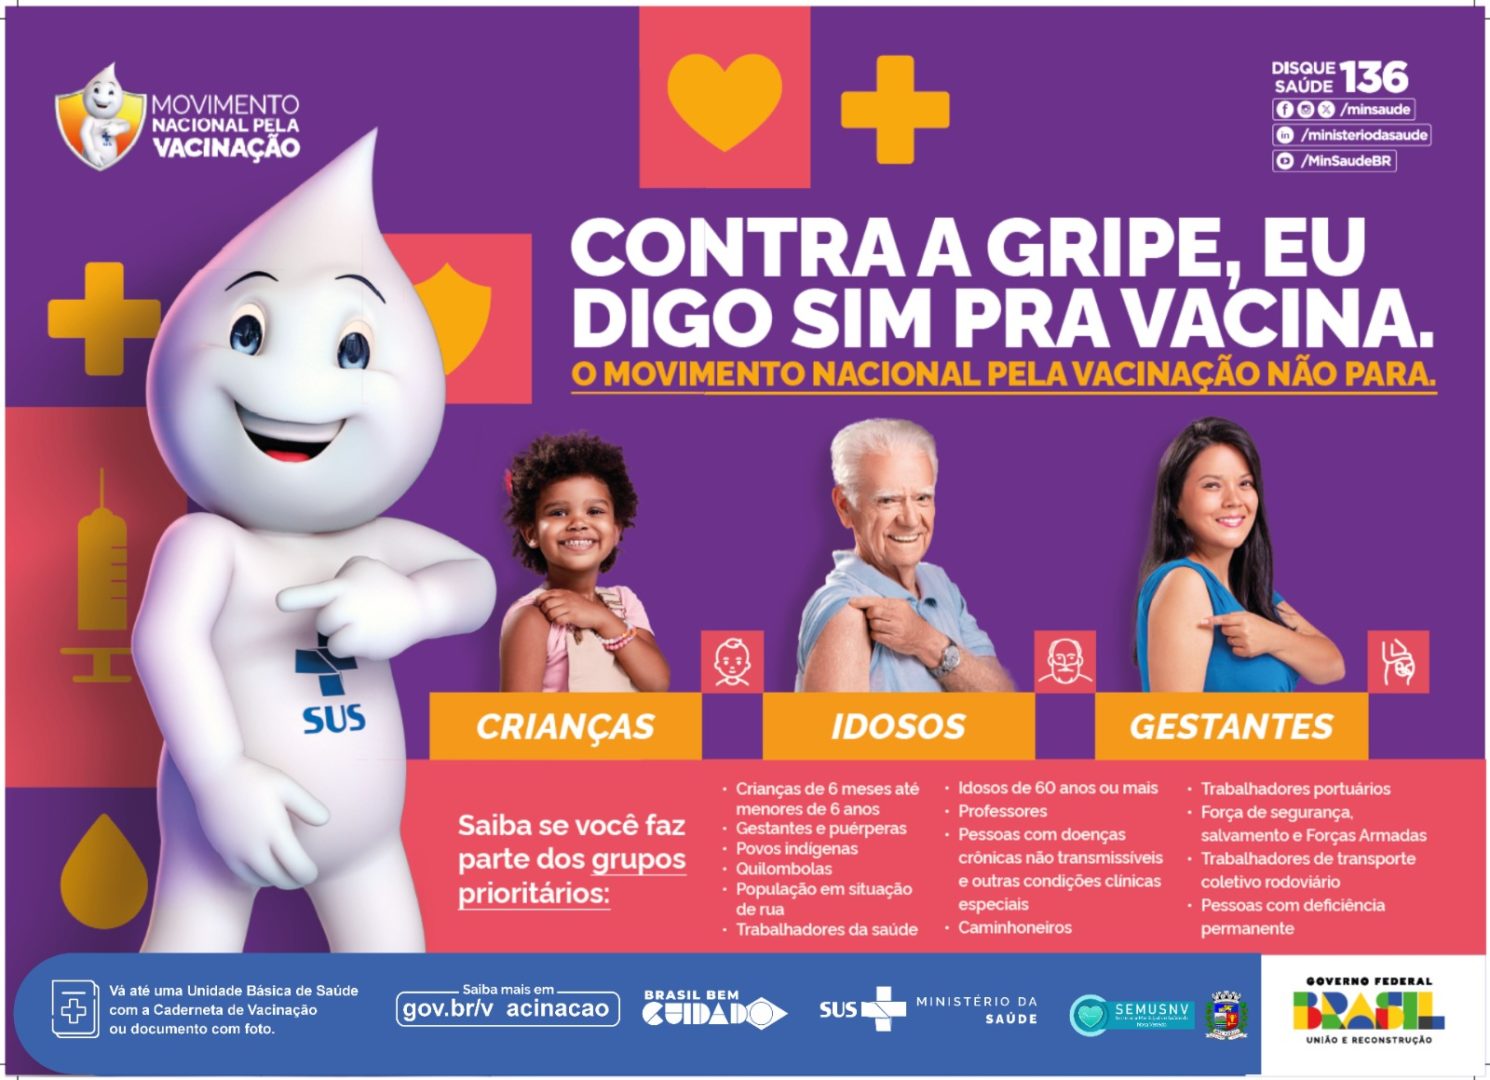 MOVIMENTO
NACIONAL PELA
VACINAÇÃO
DISQUE
SAÚDE 136
/minsaude
/ministeriodasaude
/MinSaudeBR
CONTRA A GRIPE, EU
DIGO SIM PRA VACINA.
O MOVIMENTO NACIONAL PELA VACINAÇÃO NÃO PARA.
SUS
CRIANÇAS
IDOSOS
GESTANTES
Saiba se você faz
parte dos grupos
prioritários:
• Crianças de 6 meses até
menores de 6 anos
• Gestantes e puérperas
• Povos indígenas
• Quilombolas
• População em situação
de rua
• Trabalhadores da saúde
• Idosos de 60 anos ou mais
• Professores
• Pessoas com doenças
crônicas não transmissíveis
e outras condições clínicas
especiais
• Caminhoneiros
• Trabalhadores portuários
• Força de segurança,
salvamento e Forças Armadas
• Trabalhadores de transporte
coletivo rodoviário
• Pessoas com deficiência
permanente
Vá até uma Unidade Básica de Saúde
com a Caderneta de Vacinação
ou documento com foto.
Saiba mais em
gov.br/v acinacao
BRASIL BEM
CUIDADO
SUS
MINISTÉRIO DA
SAÚDE
SEMUSNV
GOVERNO FEDERAL
BRASIL
UNIÃO E RECONSTRUÇÃO